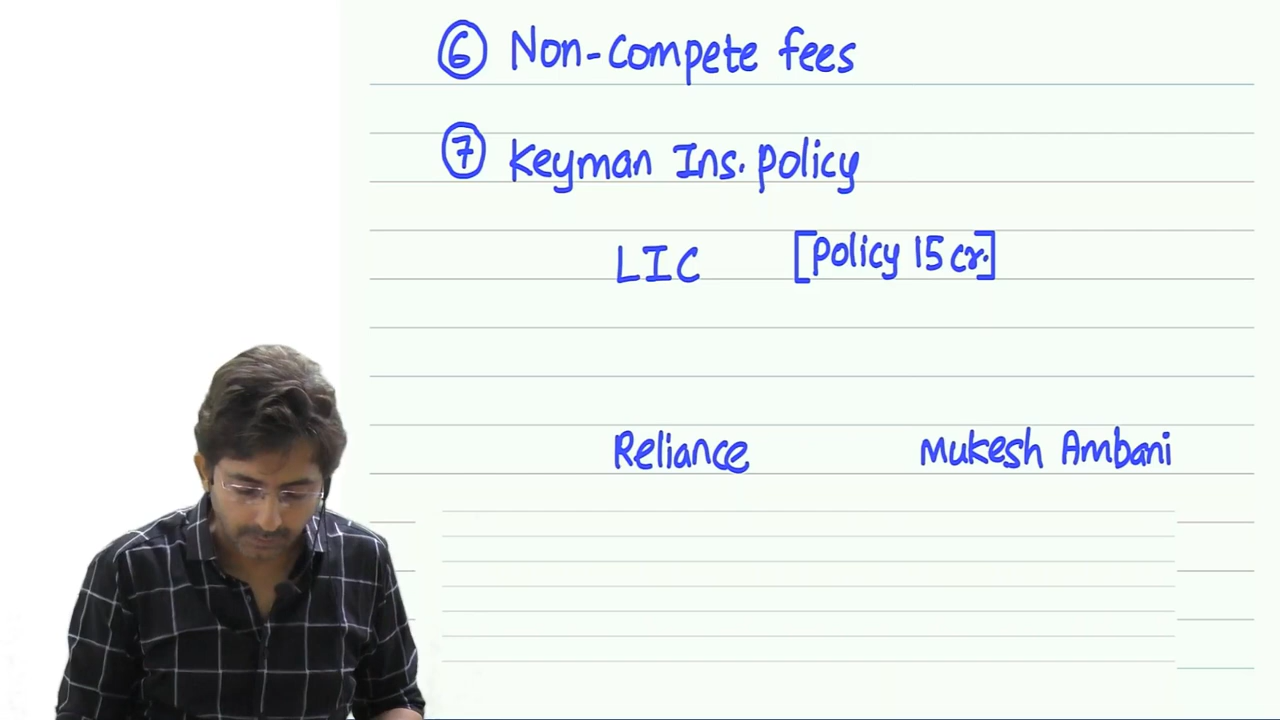 ⑥ Non-Compete fees
⑦ Keyman Ins. policy
LIC [Policy 15 cr.]
Reliance Mukesh Ambani